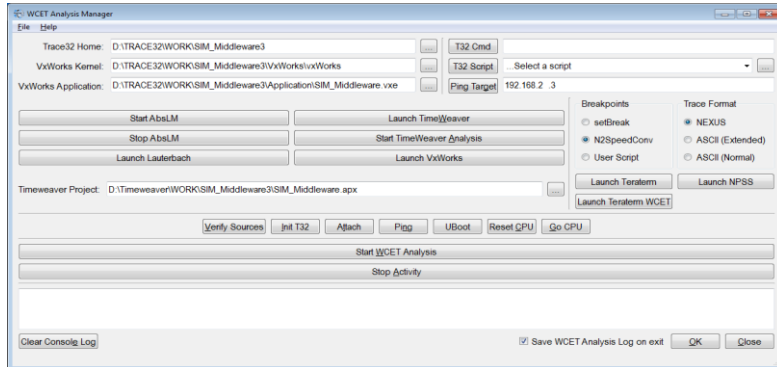 WCET Analysis Manager
File Help
Trace32 Home: D:\TRACE32\WORK\SIM_Middleware3 ... T32 Cmd
VxWorks Kernel: D:\TRACE32\WORK\SIM_Middleware3\VxWorks\vxWorks ... T32 Script ...Select a script ...
VxWorks Application: D:\TRACE32\WORK\SIM_Middleware3\Application\SIM_Middleware.vxe ... Ping Target 192.168.2 .3
Breakpoints Trace Format
Start AbsLM Launch TimeWeaver setBreak NEXUS
Stop AbsLM Start TimeWeaver Analysis N2SpeedConv ASCII (Extended)
Launch Lauterbach Launch VxWorks User Script ASCII (Normal)
Launch Teraterm Launch NPSS
Timeweaver Project: D:\Timeweaver\WORK\SIM_Middleware3\SIM_Middleware.apx ...
Launch Teraterm WCET
Verify Sources Init T32 Attach Ping UBoot Reset CPU Go CPU
Start WCET Analysis
Stop Activity
Clear Console Log Save WCET Analysis Log on exit OK Close